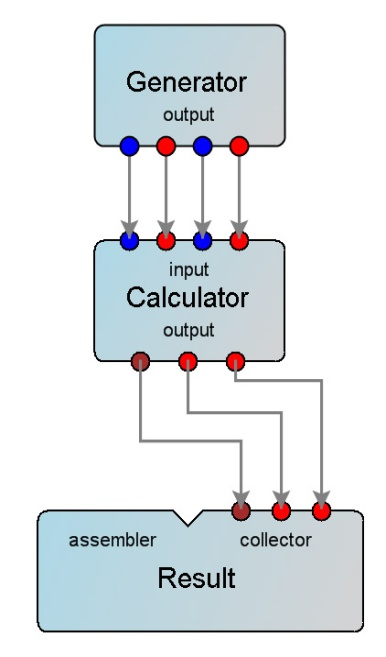 Generator
output
input
Calculator
output
assembler collector
Result